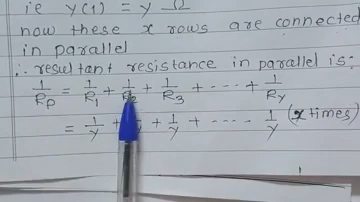 ie y(1) = y Ω
now these x rows are connected
in parallel
∴ resultant resistance in parallel is:
1/Rp = 1/R1 + 1/R2 + 1/R3 + ---- + 1/Ry
= 1/y + 1/y + 1/y + ---- 1/y (x times)